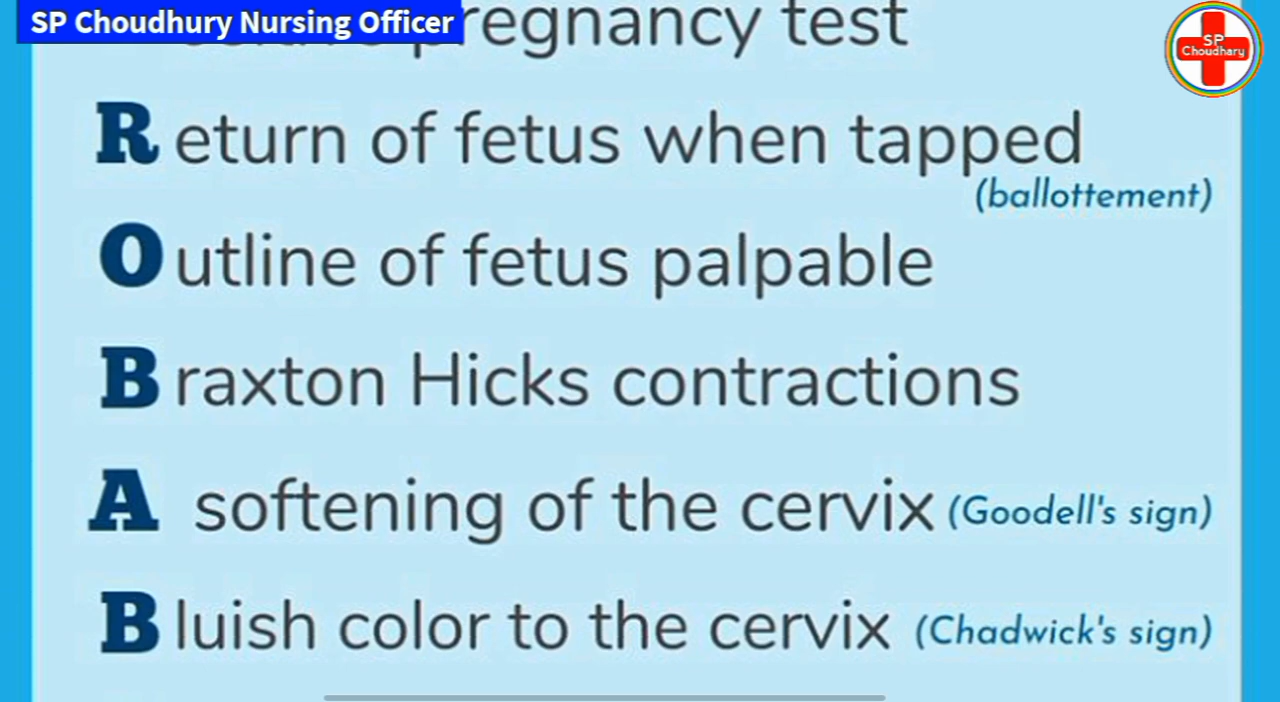 SP Choudhury Nursing Officer
pregnancy test
SP
Choudhary
Return of fetus when tapped
(ballottement)
Outline of fetus palpable
Braxton Hicks contractions
A softening of the cervix (Goodell's sign)
Bluish color to the cervix (Chadwick's sign)